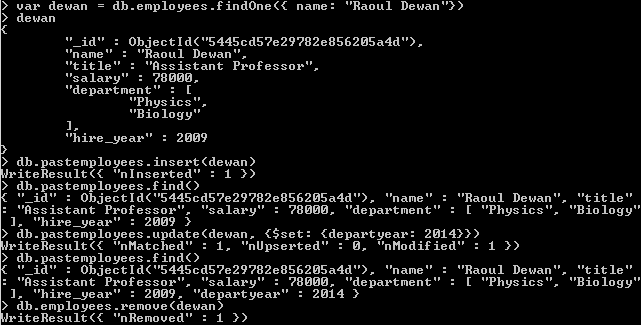 > var dewan = db.employees.findOne({ name: "Raoul Dewan"})
> dewan
{
"_id" : ObjectId("5445cd57e29782e856205a4d"),
"name" : "Raoul Dewan",
"title" : "Assistant Professor",
"salary" : 78000,
"department" : [
"Physics",
"Biology"
],
"hire_year" : 2009
}
> db.pastemployees.insert(dewan)
WriteResult({ "nInserted" : 1 })
> db.pastemployees.find()
{ "_id" : ObjectId("5445cd57e29782e856205a4d"), "name" : "Raoul Dewan", "title"
: "Assistant Professor", "salary" : 78000, "department" : [ "Physics", "Biology"
], "hire_year" : 2009 }
> db.pastemployees.update(dewan, {$set: {departyear: 2014}})
WriteResult({ "nMatched" : 1, "nUpserted" : 0, "nModified" : 1 })
> db.pastemployees.find()
{ "_id" : ObjectId("5445cd57e29782e856205a4d"), "name" : "Raoul Dewan", "title"
: "Assistant Professor", "salary" : 78000, "department" : [ "Physics", "Biology"
], "hire_year" : 2009, "departyear" : 2014 }
> db.employees.remove(dewan)
WriteResult({ "nRemoved" : 1 })